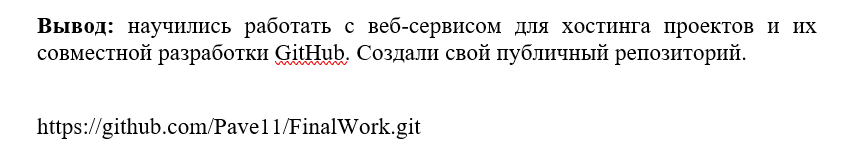 Вывод: научились работать с веб-сервисом для хостинга проектов и их
совместной разработки GitHub. Создали свой публичный репозиторий.
https://github.com/Pave11/FinalWork.git